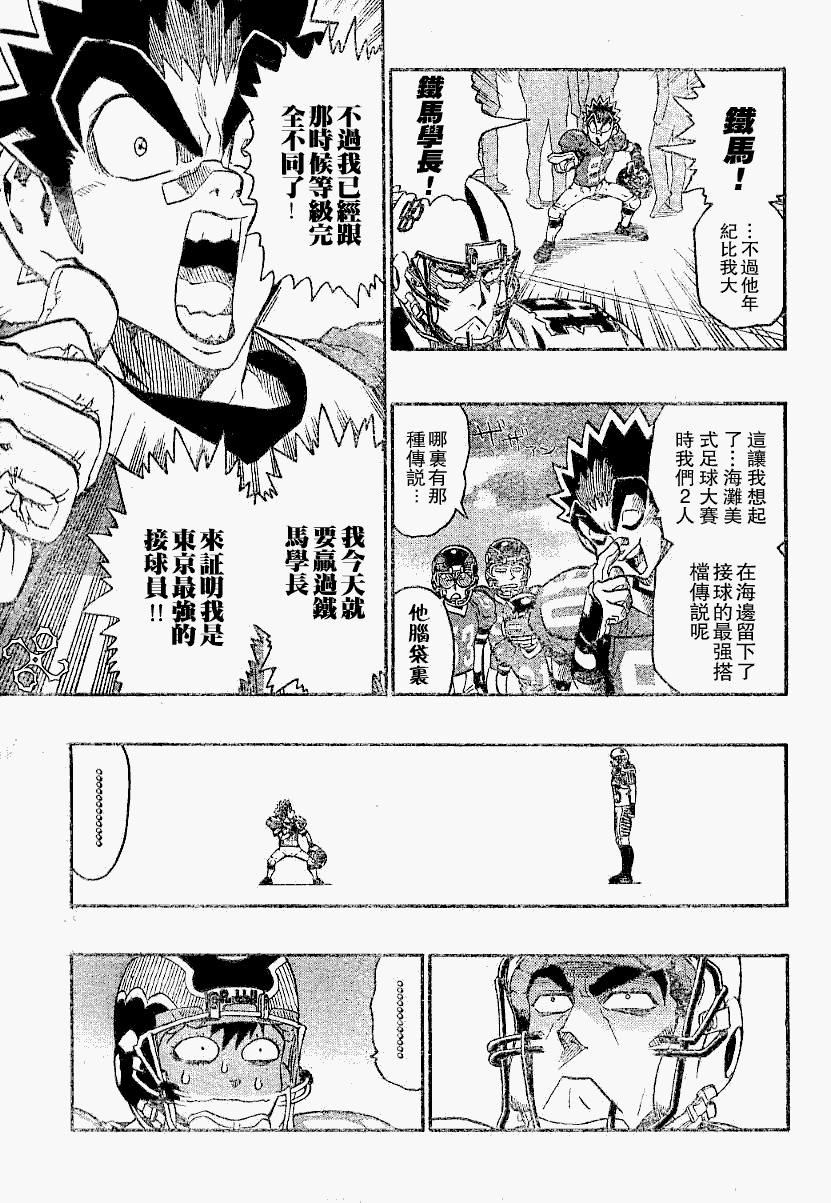 鐵馬！
…不過他年
紀比我大
鐵馬學長！
這讓我想起
了…海灘美
式足球大賽
時我們２人
在海邊留下了
接球的最强搭
檔傳説呢
哪裏有那
種傳説…
他腦袋裏
不過我已經跟
那時候等級完
全不同了！
我今天就
要贏過鐵
馬學長
來証明我是
東京最強的
接球員！！
…………
…………